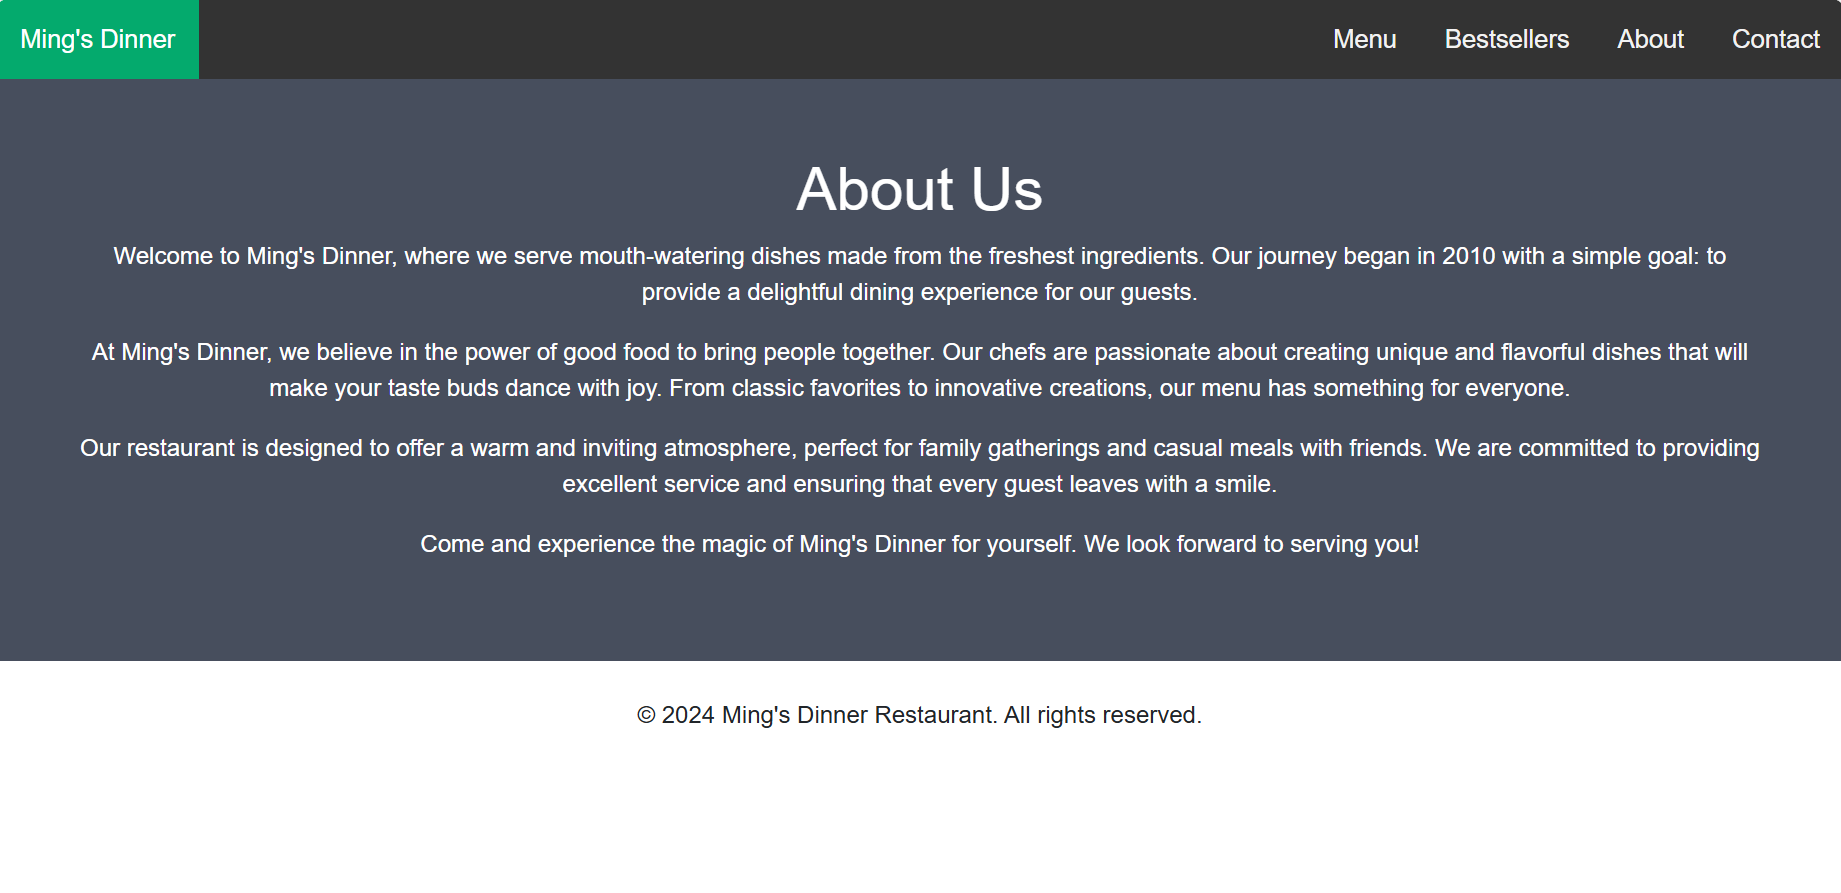 Ming's Dinner
Menu
Bestsellers
About
Contact
About Us
Welcome to Ming's Dinner, where we serve mouth-watering dishes made from the freshest ingredients. Our journey began in 2010 with a simple goal: to
provide a delightful dining experience for our guests.
At Ming's Dinner, we believe in the power of good food to bring people together. Our chefs are passionate about creating unique and flavorful dishes that will
make your taste buds dance with joy. From classic favorites to innovative creations, our menu has something for everyone.
Our restaurant is designed to offer a warm and inviting atmosphere, perfect for family gatherings and casual meals with friends. We are committed to providing
excellent service and ensuring that every guest leaves with a smile.
Come and experience the magic of Ming's Dinner for yourself. We look forward to serving you!
© 2024 Ming's Dinner Restaurant. All rights reserved.